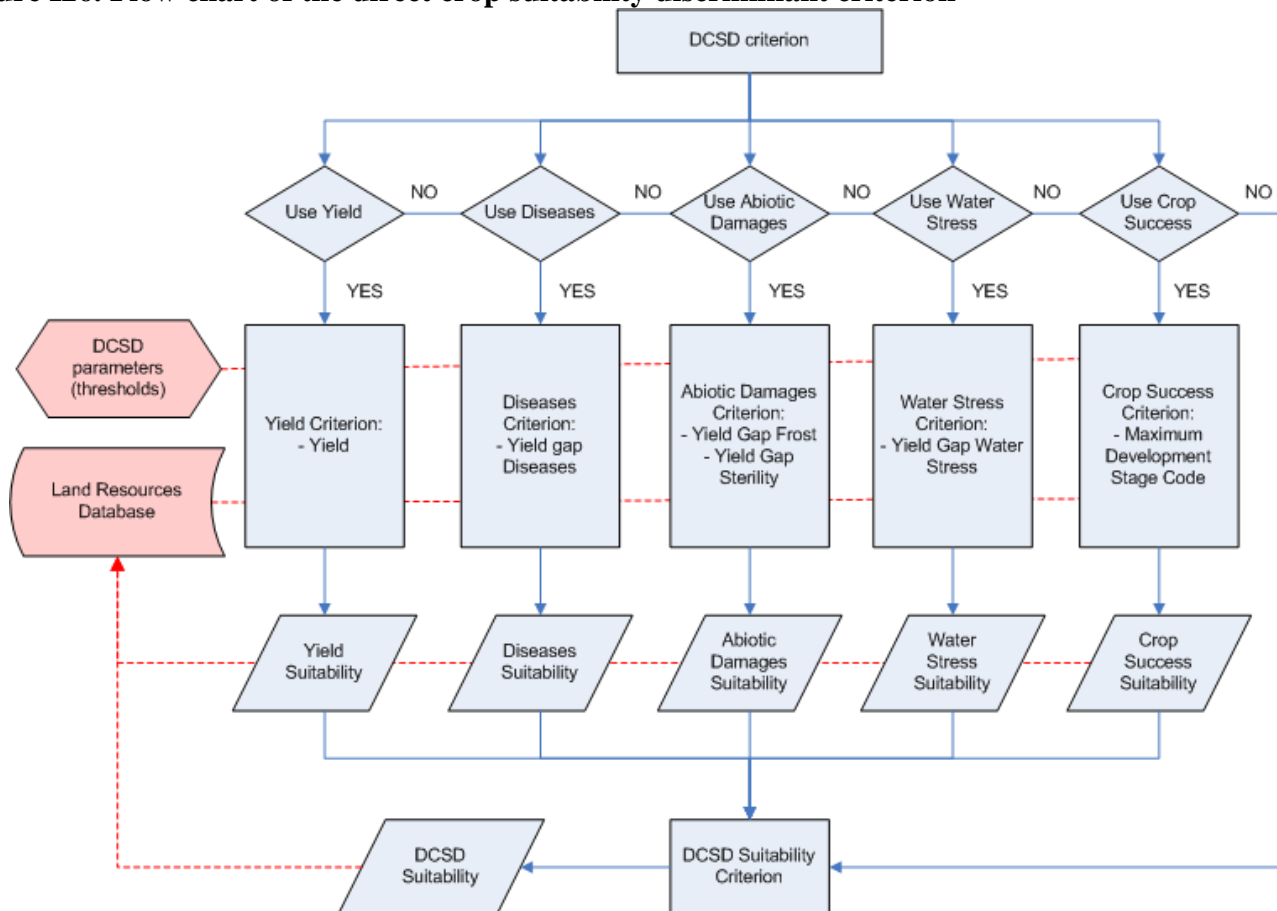 DCSD criterion
NO
NO
NO
NO
NO
Use Yield
Use Diseases
Use Abiotic
Damages
Use Water
Stress
Use Crop
Success
YES
YES
YES
YES
YES
DCSD
parameters
(thresholds)
Yield Criterion:
- Yield
Diseases
Criterion:
- Yield gap
Diseases
Abiotic Damages
Criterion:
- Yield Gap Frost
- Yield Gap
Sterility
Water Stress
Criterion:
- Yield Gap Water
Stress
Crop Success
Criterion:
- Maximum
Development
Stage Code
Land Resources
Database
Yield
Suitability
Diseases
Suitability
Abiotic
Damages
Suitability
Water
Stress
Suitability
Crop
Success
Suitability
DCSD
Suitability
DCSD Suitability
Criterion